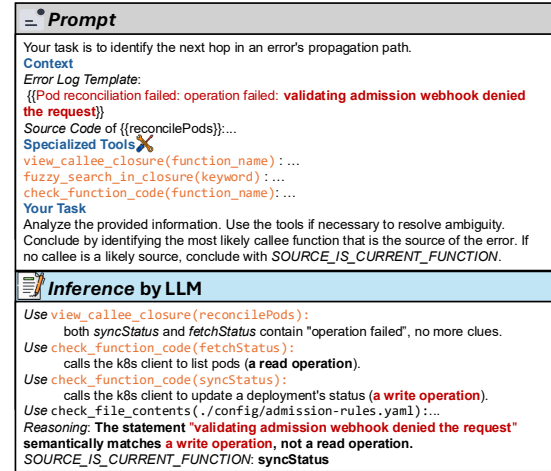 Prompt
Your task is to identify the next hop in an error's propagation path.
Context
Error Log Template:
{{Pod reconciliation failed: operation failed: validating admission webhook denied
the request}}
Source Code of {{reconcilePods}}:...
Specialized Tools
view_callee_closure(function_name) : ...
fuzzy_search_in_closure(keyword) : ...
check_function_code(function_name): ...
Your Task
Analyze the provided information. Use the tools if necessary to resolve ambiguity.
Conclude by identifying the most likely callee function that is the source of the error. If
no callee is a likely source, conclude with SOURCE_IS_CURRENT_FUNCTION.
Inference by LLM
Use view_callee_closure(reconcilePods):
both syncStatus and fetchStatus contain "operation failed", no more clues.
Use check_function_code(fetchStatus):
calls the k8s client to list pods (a read operation).
Use check_function_code(syncStatus):
calls the k8s client to update a deployment's status (a write operation).
Use check_file_contents(./config/admission-rules.yaml):...
Reasoning: The statement "validating admission webhook denied the request"
semantically matches a write operation, not a read operation.
SOURCE_IS_CURRENT_FUNCTION: syncStatus